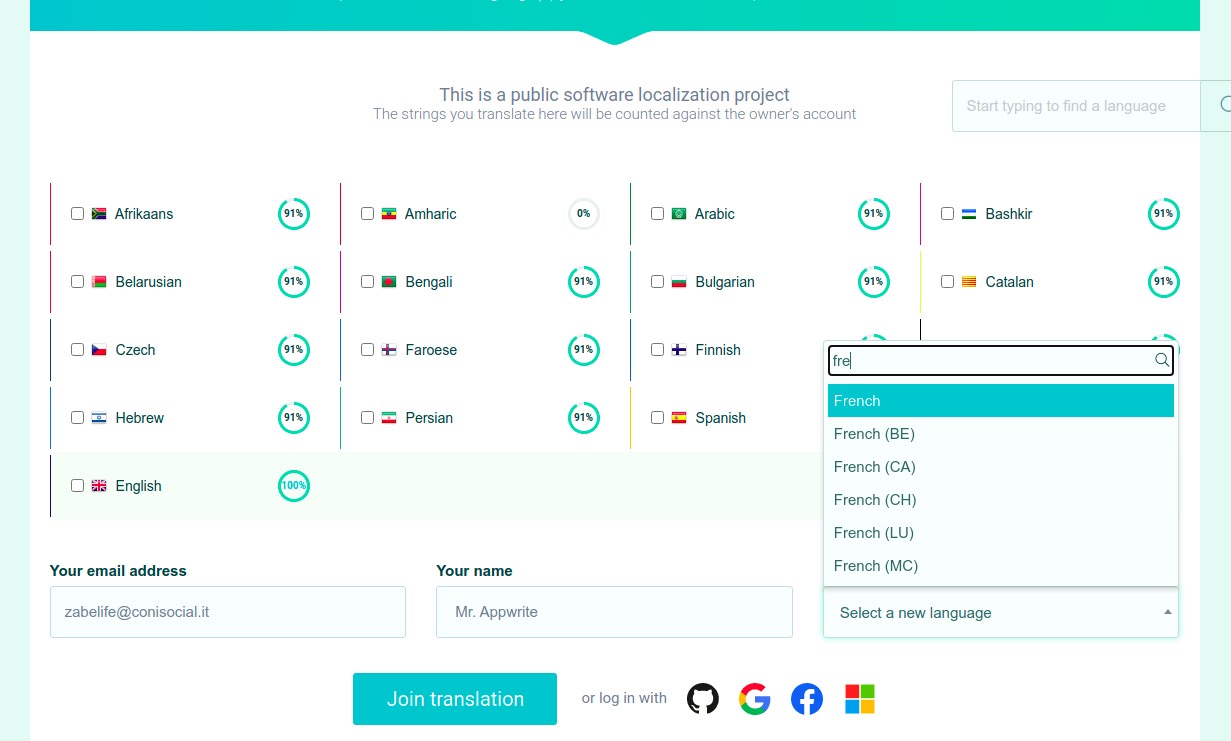 This is a public software localization project
The strings you translate here will be counted against the owner's account
Start typing to find a language
Afrikaans 91% Amharic 0% Arabic 91% Bashkir 91%
Belarusian 91% Bengali 91% Bulgarian 91% Catalan 91%
Czech 91% Faroese 91% Finnish
fre
Hebrew 91% Persian 91% Spanish
French
French (BE)
French (CA)
English 100%
French (CH)
French (LU)
French (MC)
Your email address Your name
zabelife@conisocial.it Mr. Appwrite Select a new language
Join translation or log in with